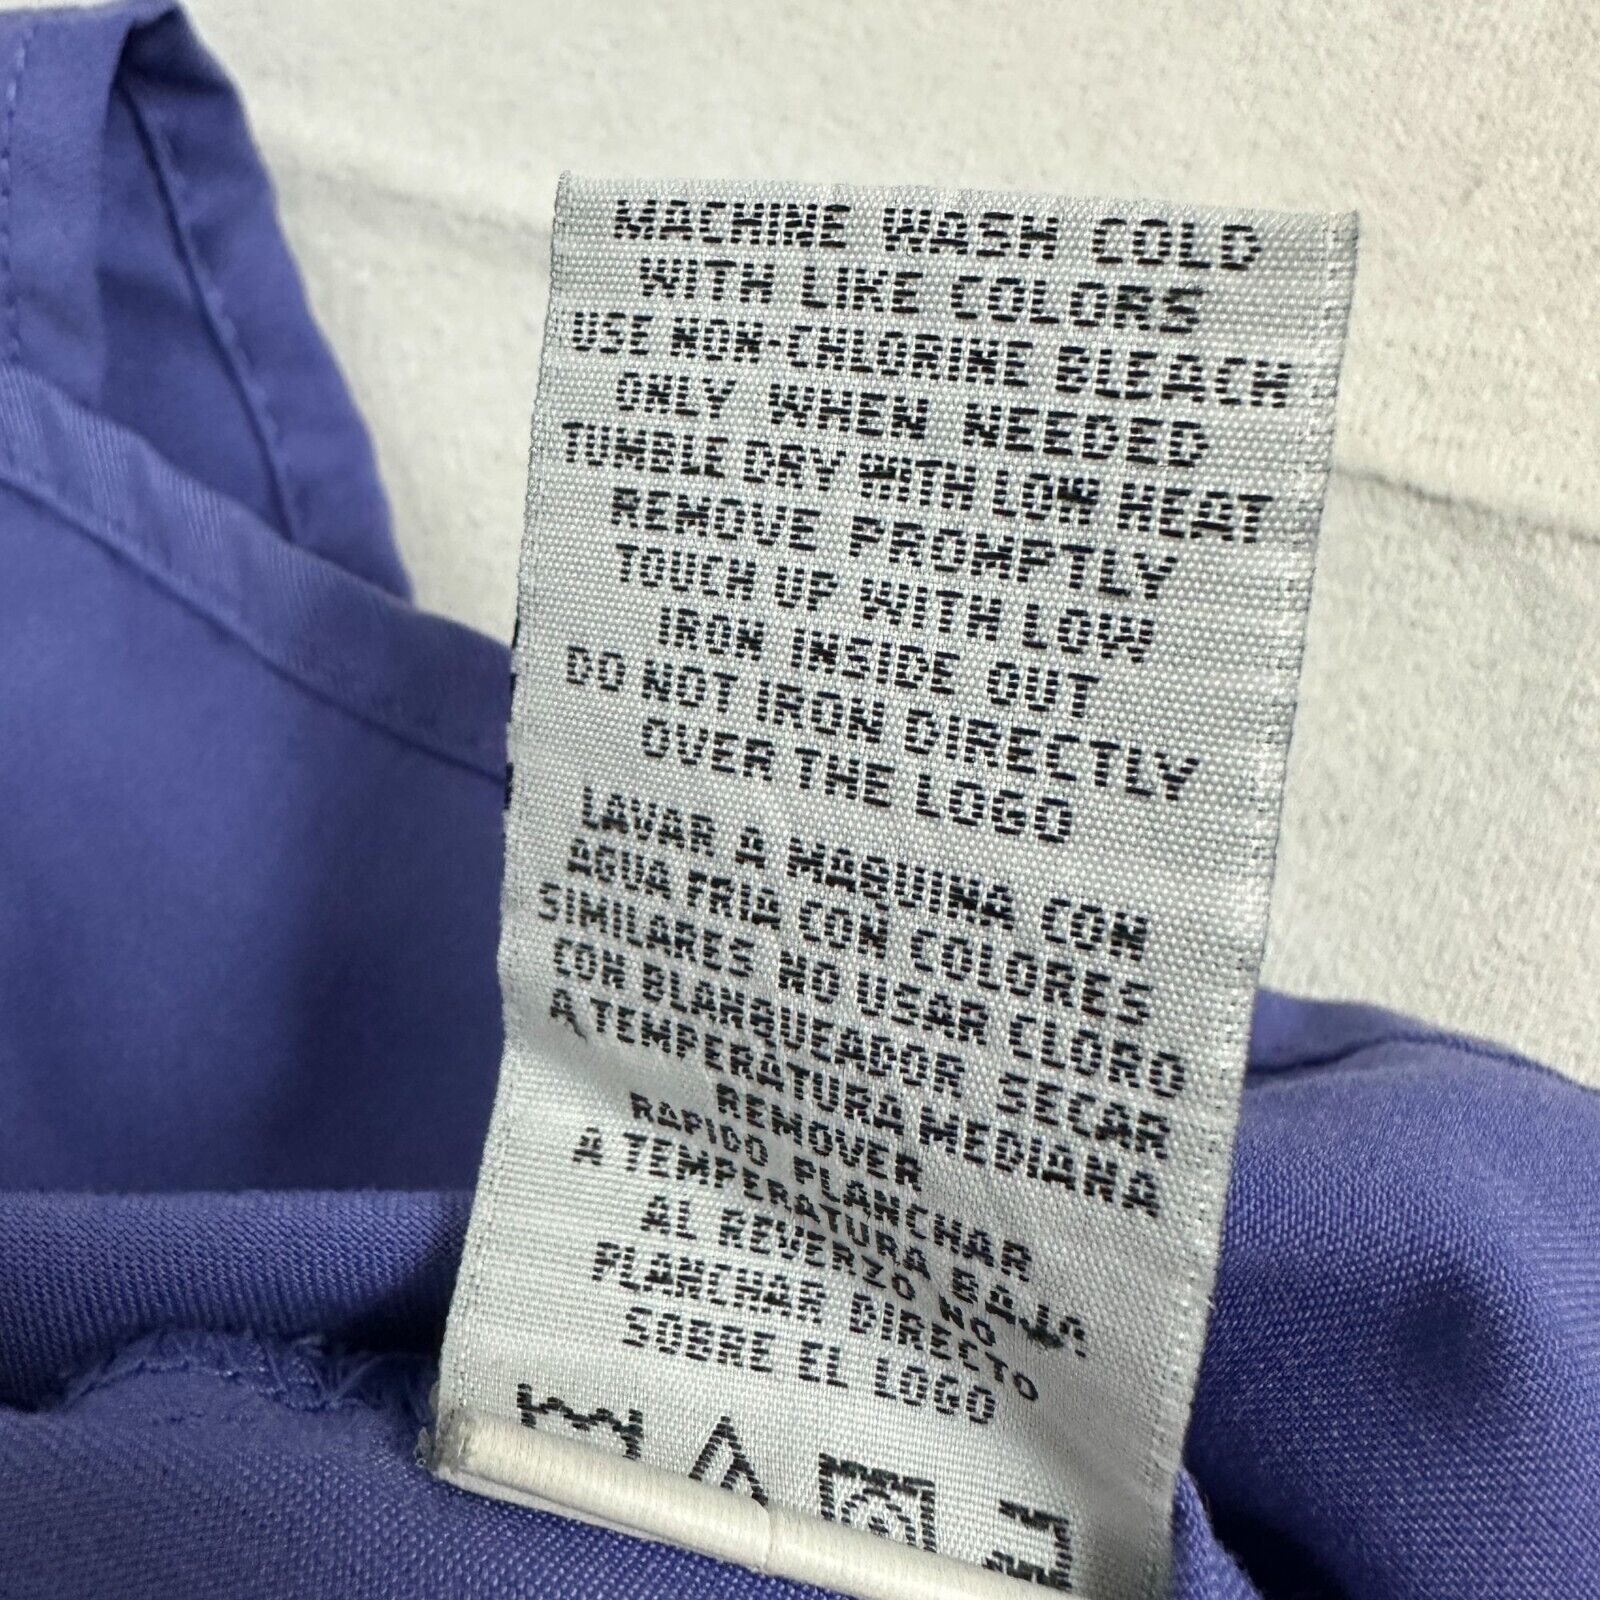 MACHINE WASH COLD
WITH LIKE COLORS
USE NON-CHLORINE BLEACH
ONLY WHEN NEEDED
TUMBLE DRY WITH LOW HEAT
REMOVE PROMPTLY
TOUCH UP WITH LOW
IRON INSIDE OUT
DO NOT IRON DIRECTLY
OVER THE LOGO
LAVAR A MAQUINA CON
AGUA FRIA CON COLORES
SIMILARES NO USAR CLORO
CON BLANQUEADOR SECAR
A TEMPERATURA MEDIANA
REMOVER
RAPIDO PLANCHAR
A TEMPERATURA BAJA
AL REVERZO NO
PLANCHAR DIRECTO
SOBRE EL LOGO